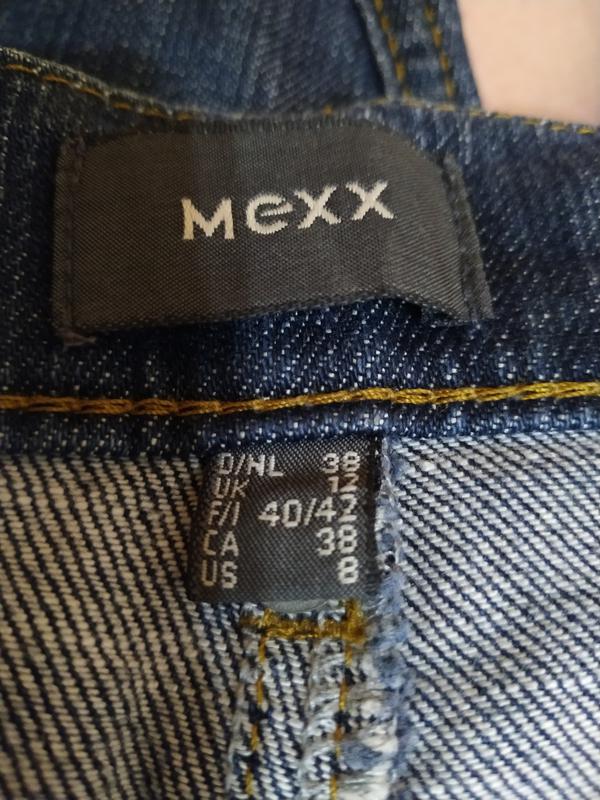 Mexx
D/NL 38
UK 12
F/I 40/42
CA 38
US 8